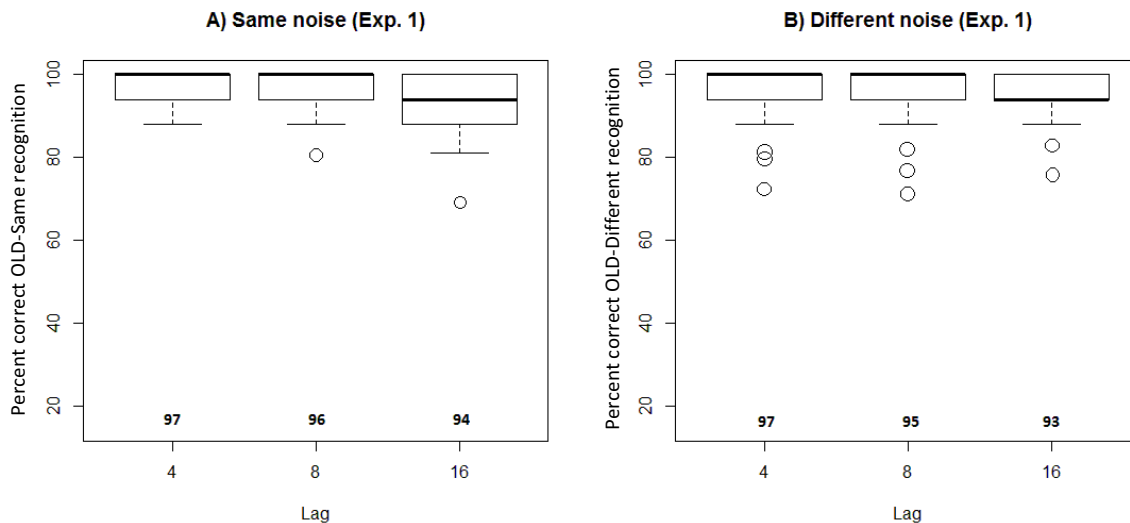 A) Same noise (Exp. 1)
Percent correct OLD-Same recognition
100
80
60
40
20
97 96 94
4 8 16
Lag
B) Different noise (Exp. 1)
Percent correct OLD-Different recognition
100
80
60
40
20
97 95 93
4 8 16
Lag